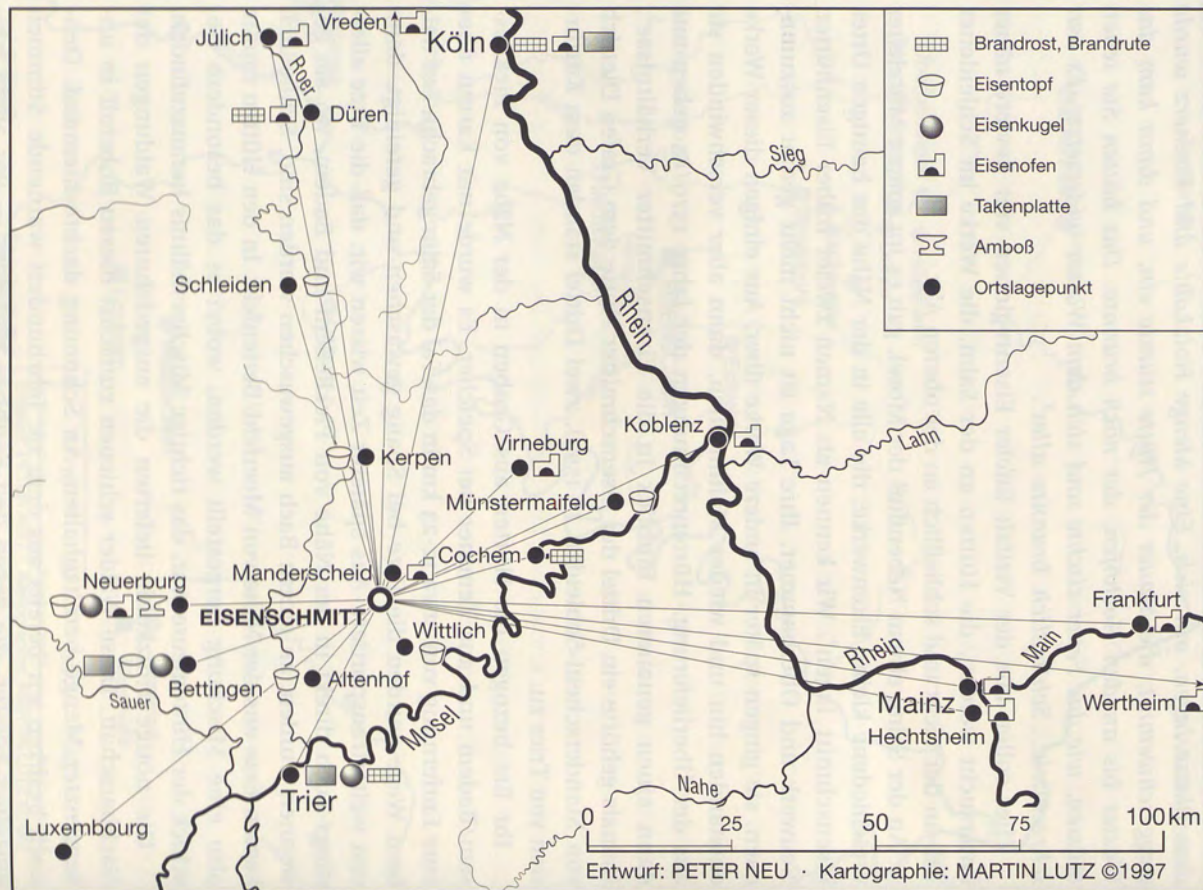 Vreden
Jülich
Köln
Roer
Düren
Sieg
Schleiden
Rhein
Koblenz
Lahn
Virneburg
Kerpen
Münstermaifeld
Cochem
Manderscheid
Neuerburg
EISENSCHMITT
Wittlich
Frankfurt
Main
Rhein
Bettingen
Altenhof
Sauer
Mosel
Mainz
Wertheim
Hechtsheim
Trier
Nahe
Luxembourg
Brandrost, Brandrute
Eisentopf
Eisenkugel
Eisenofen
Takenplatte
Amboß
Ortslagepunkt
0 25 50 75 100 km
Entwurf: PETER NEU · Kartographie: MARTIN LUTZ ©1997